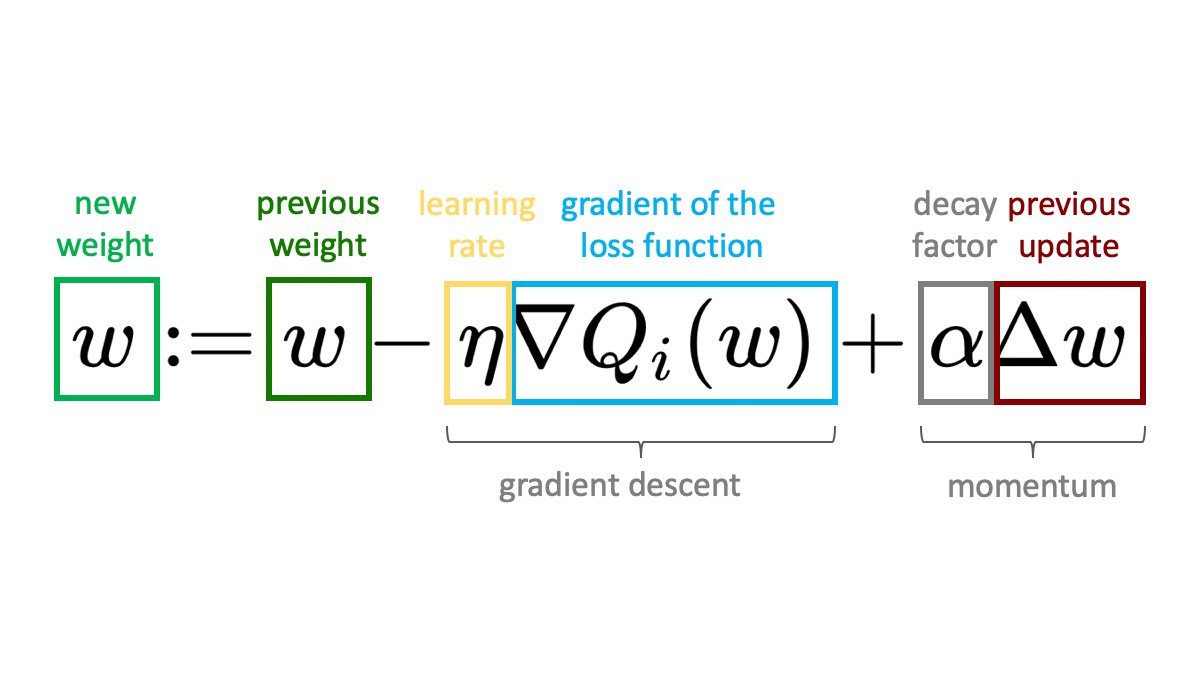 new previous learning gradient of the decay previous
weight weight rate loss function factor update
w := w − η∇Qᵢ(w) + αΔw
gradient descent momentum